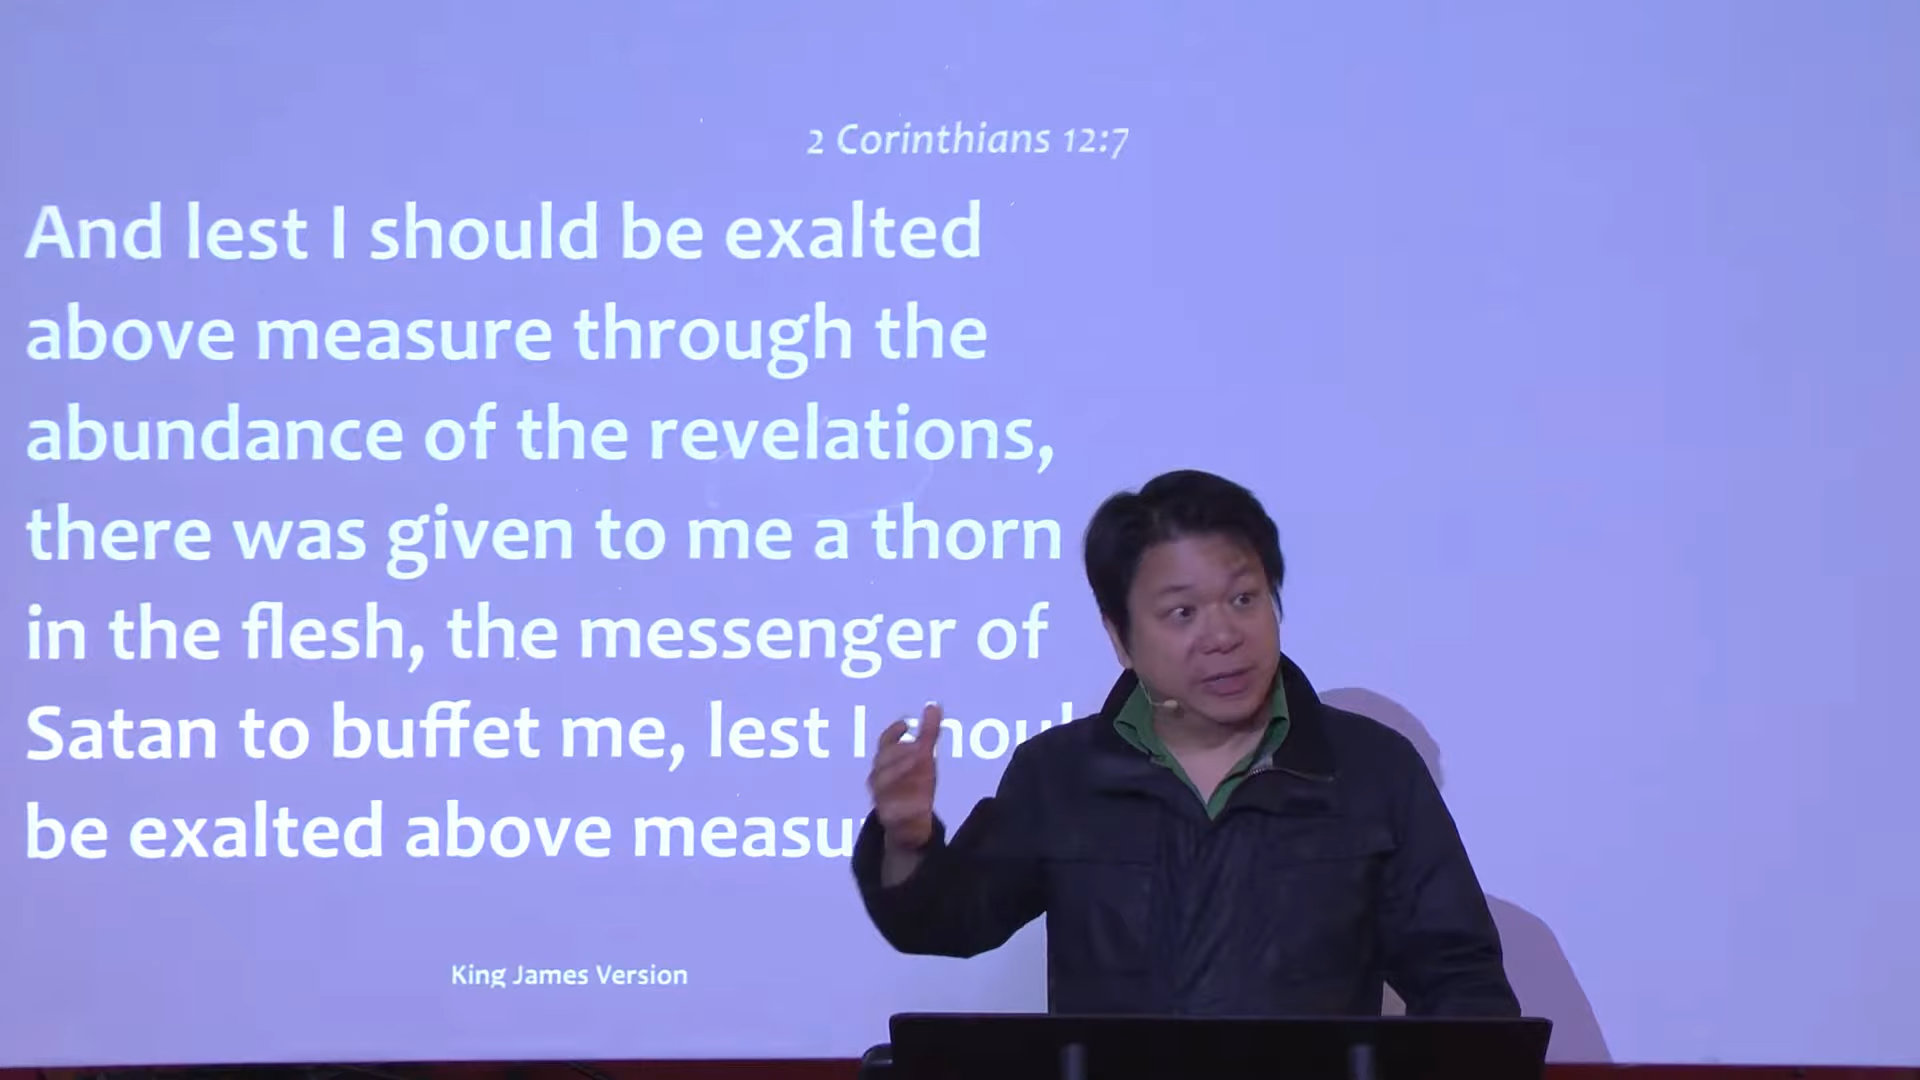 2 Corinthians 12:7
And lest I should be exalted
above measure through the
abundance of the revelations,
there was given to me a thorn
in the flesh, the messenger of
Satan to buffet me, lest I
be exalted above
King James Version